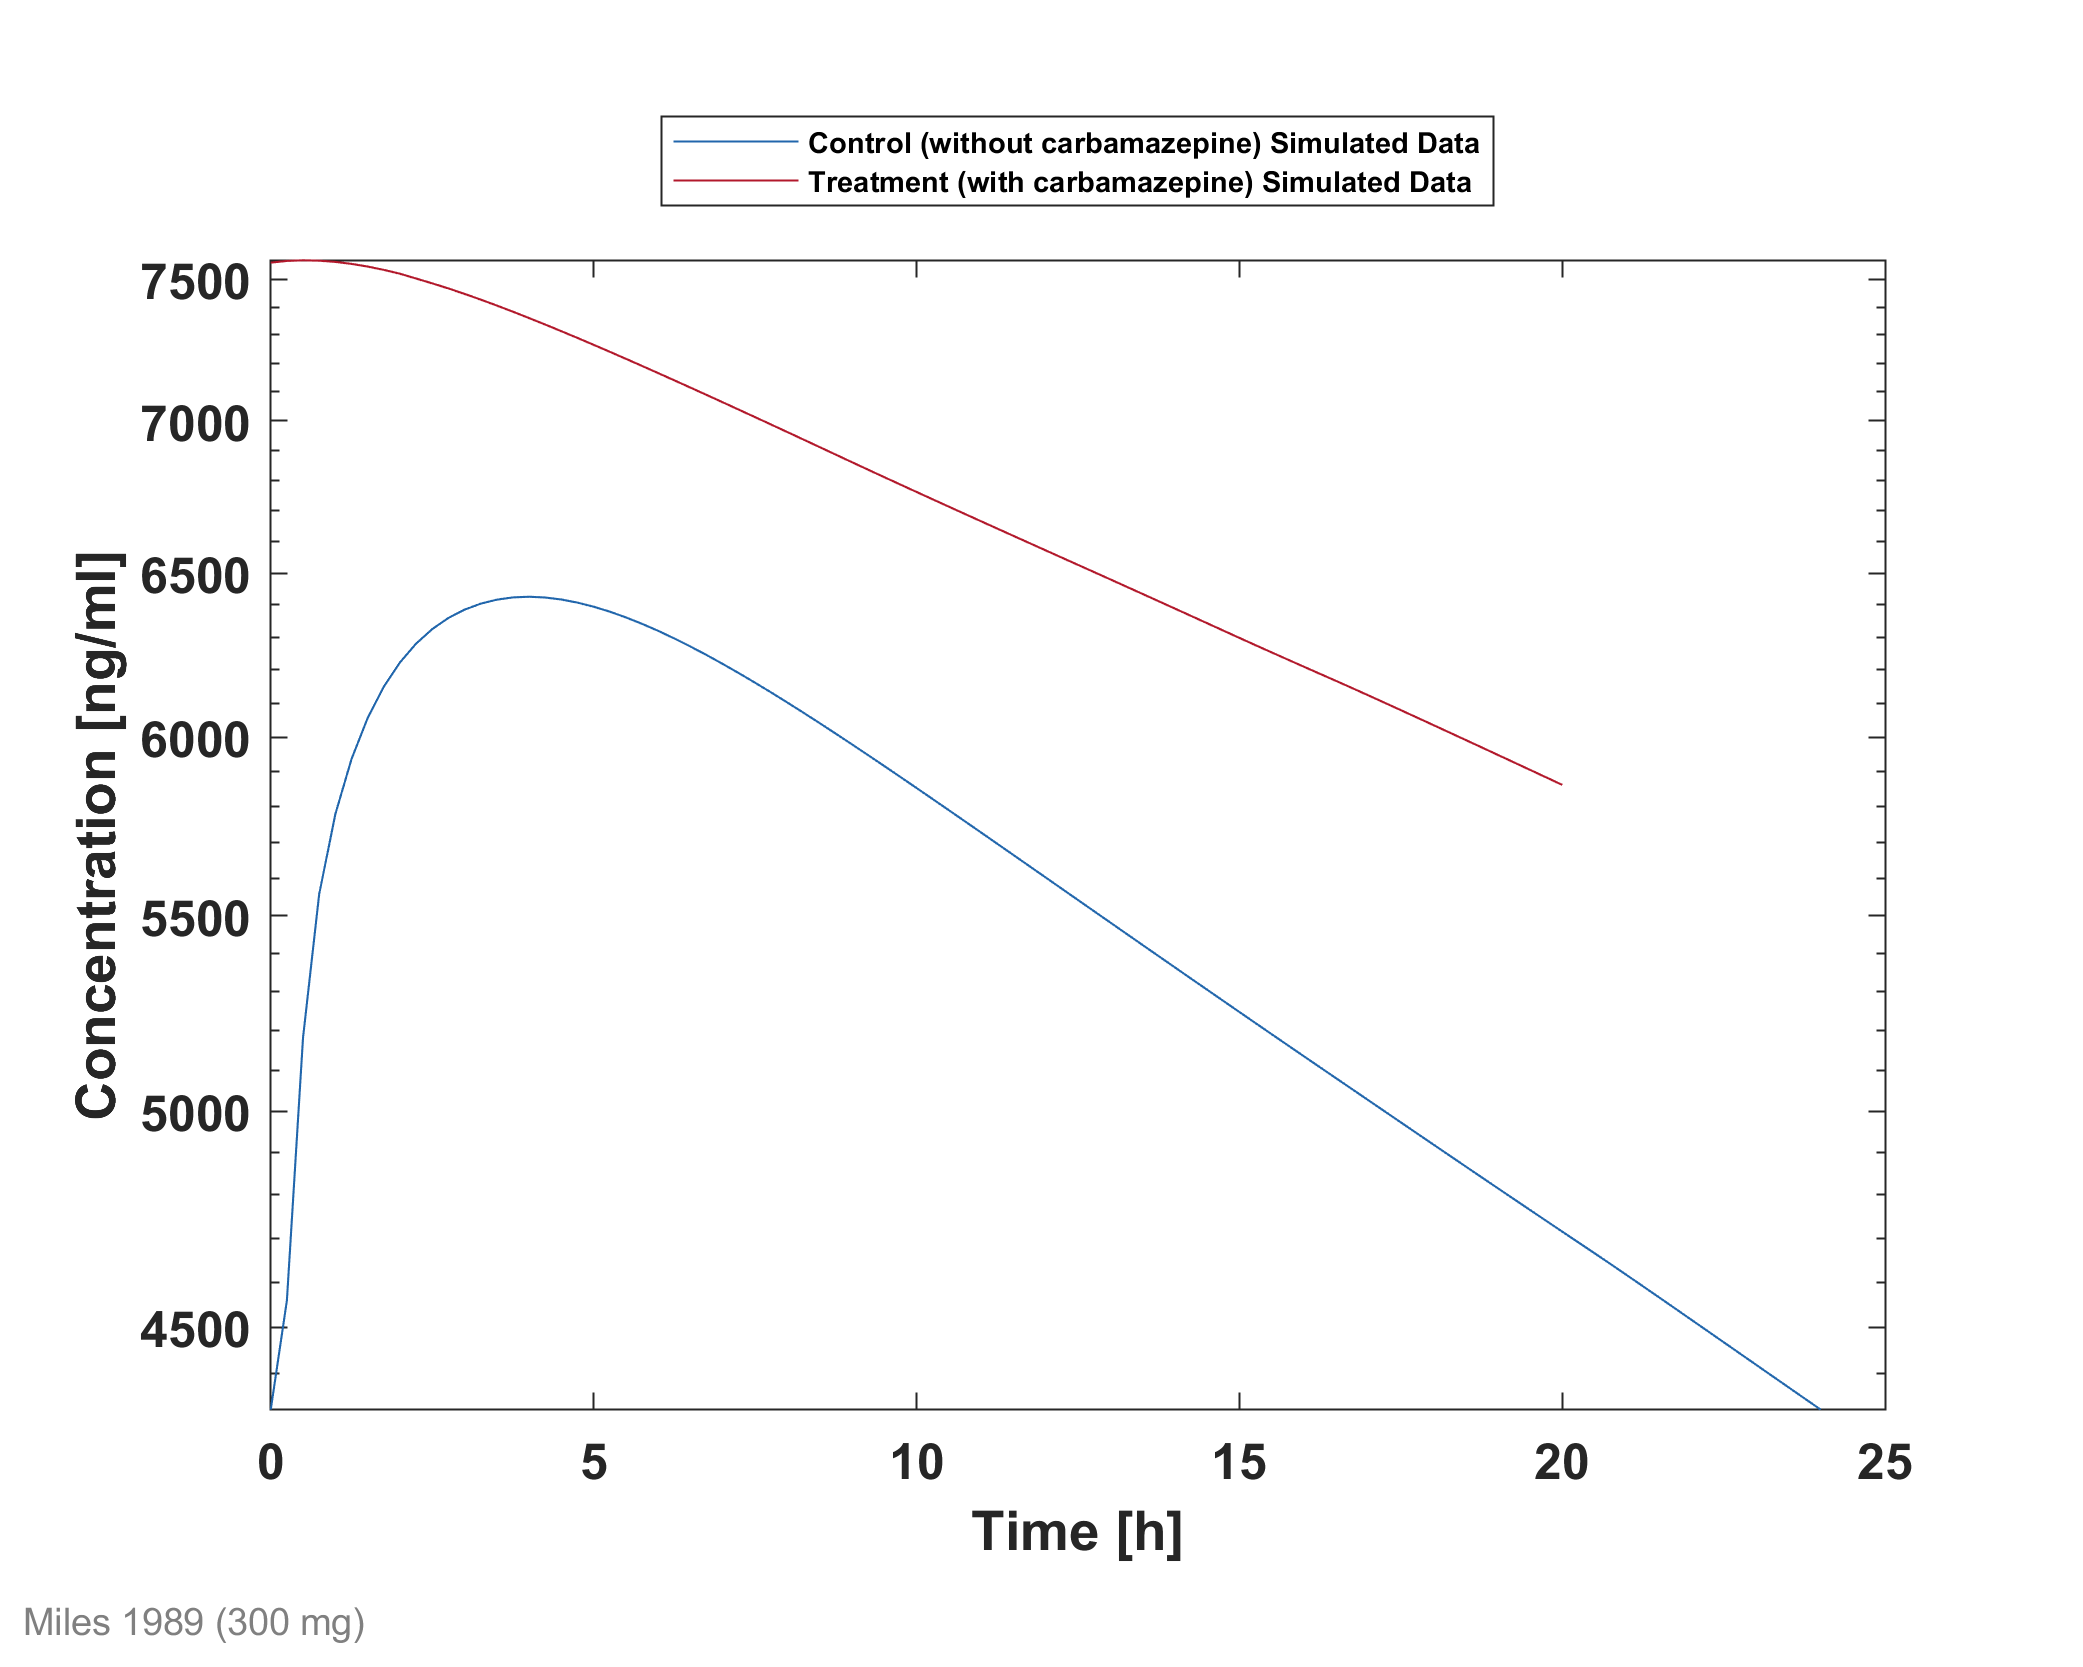 Control (without carbamazepine) Simulated Data
Treatment (with carbamazepine) Simulated Data
7500
7000
6500
6000
5500
5000
4500
Concentration [ng/ml]
0 5 10 15 20 25
Time [h]
Miles 1989 (300 mg)